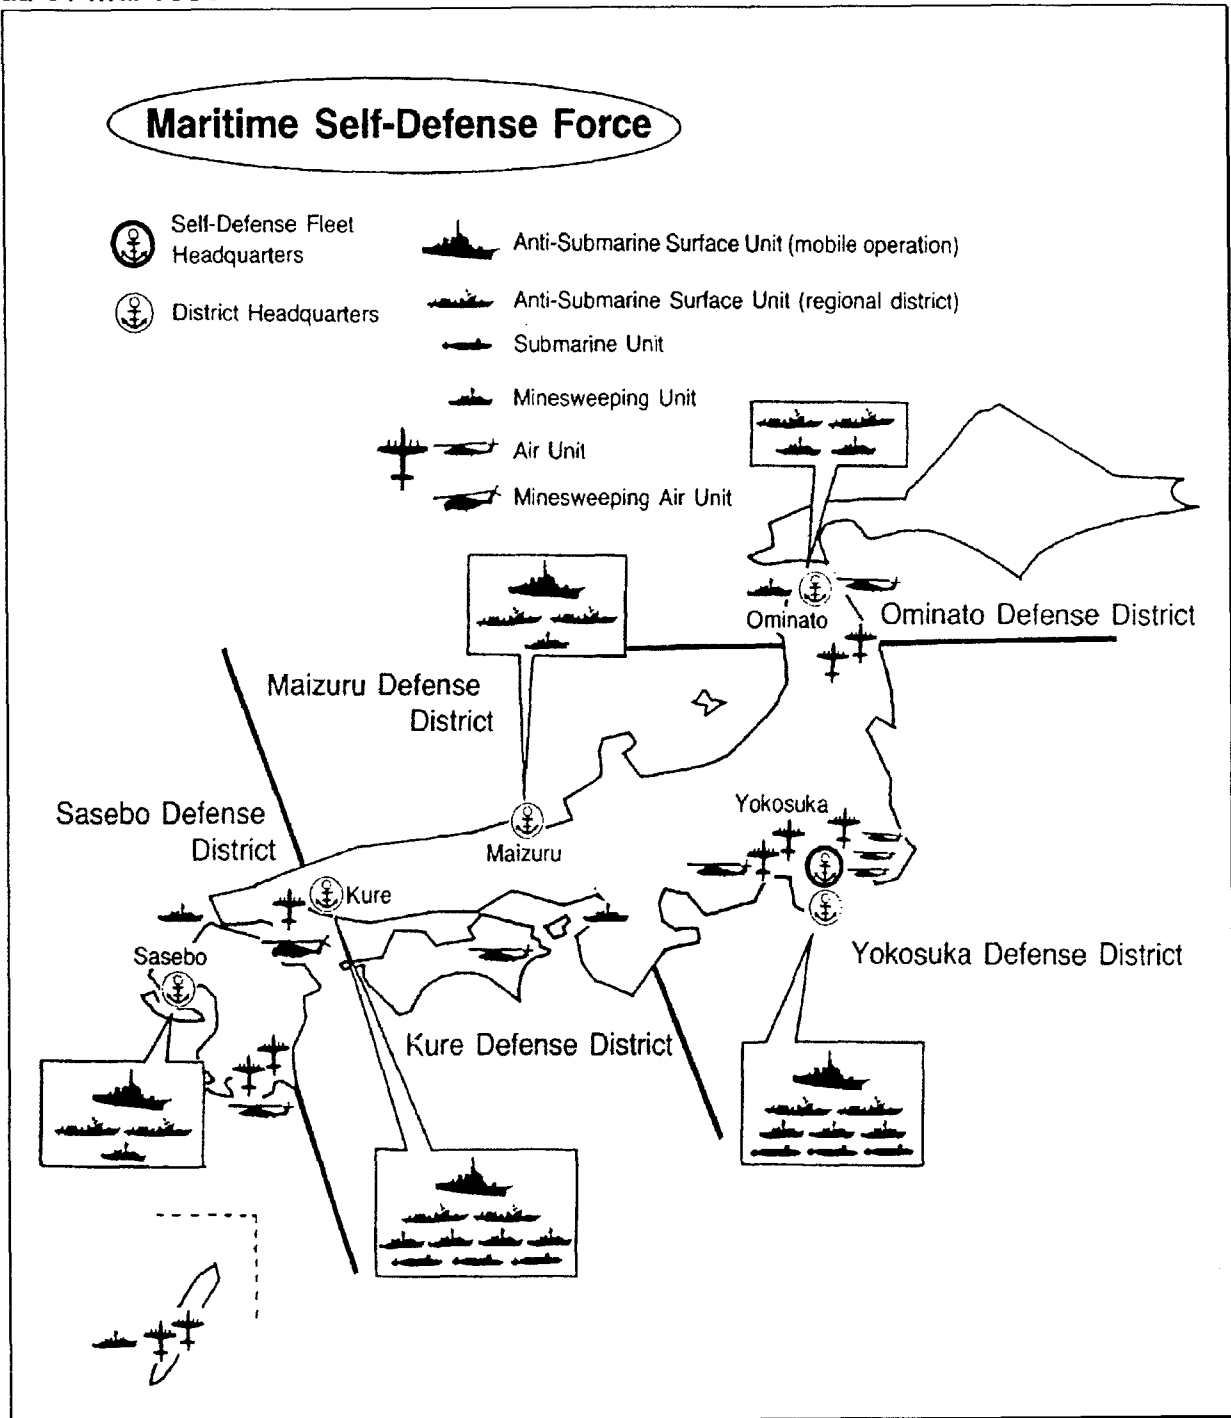 Maritime Self-Defense Force
Self-Defense Fleet
Headquarters
District Headquarters
Anti-Submarine Surface Unit (mobile operation)
Anti-Submarine Surface Unit (regional district)
Submarine Unit
Minesweeping Unit
Air Unit
Minesweeping Air Unit
Ominato
Ominato Defense District
Maizuru Defense
District
Sasebo Defense
District
Yokosuka
Maizuru
Kure
Sasebo
Yokosuka Defense District
Kure Defense District